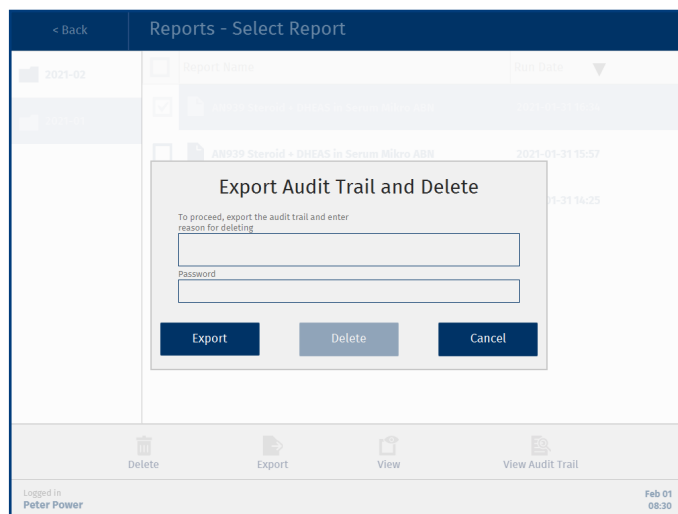 < Back
Reports - Select Report
2021-02
Report Name
Run Date
AN939 Steroid + DHEAS in Serum Mikro ABN
2021-01-31 15:57
01-31 14:25
Export Audit Trail and Delete
To proceed, export the audit trail and enter
reason for deleting
Password
Export
Delete
Cancel
Delete
Export
View
View Audit Trail
Logged in
Peter Power
Feb 01
08:30